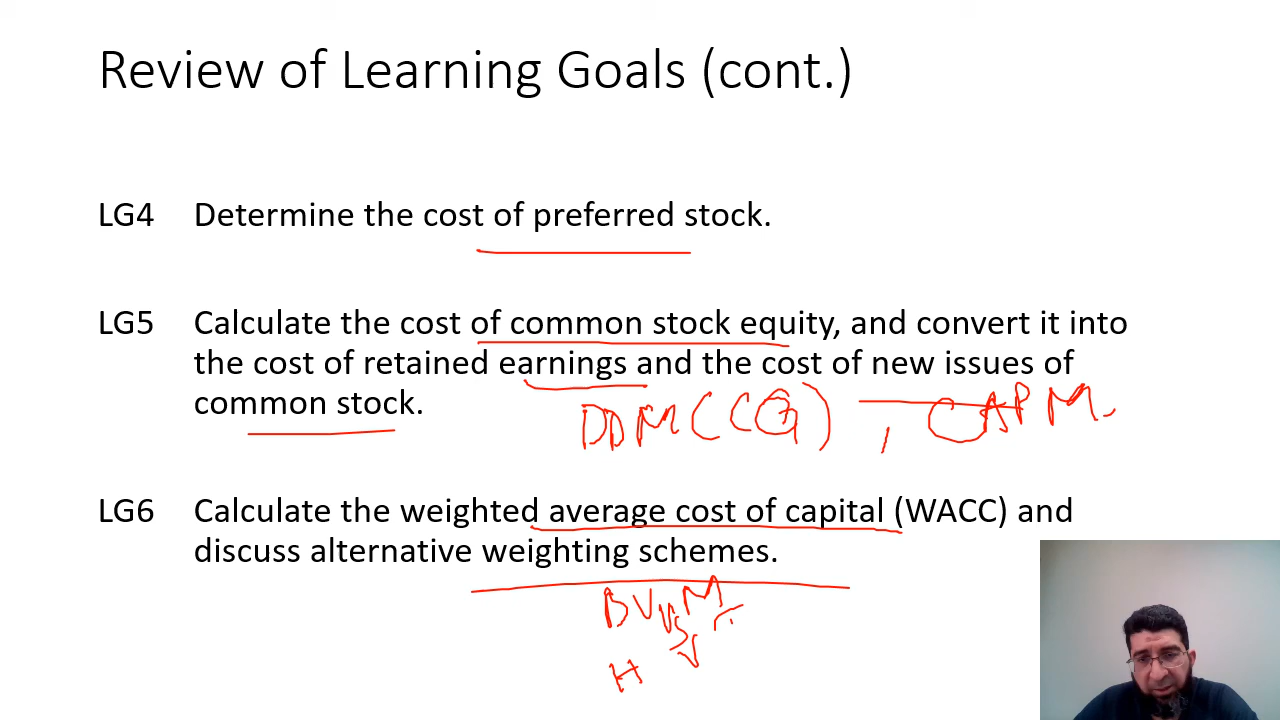 Review of Learning Goals (cont.)
LG4 Determine the cost of preferred stock.
LG5 Calculate the cost of common stock equity, and convert it into
the cost of retained earnings and the cost of new issues of
common stock.
DDM (CG) , CAPM.
LG6 Calculate the weighted average cost of capital (WACC) and
discuss alternative weighting schemes.
BV vs M
H